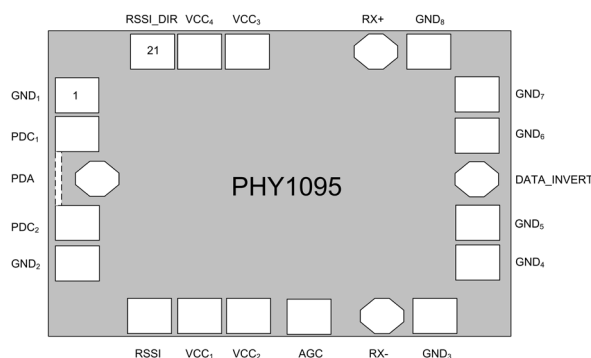 RSSI_DIR VCC₄ VCC₃ RX+ GND₈
21
GND₁ 1 GND₇
PDC₁ GND₆
PDA PHY1095 DATA_INVERT
PDC₂ GND₅
GND₂ GND₄
RSSI VCC₁ VCC₂ AGC RX- GND₃